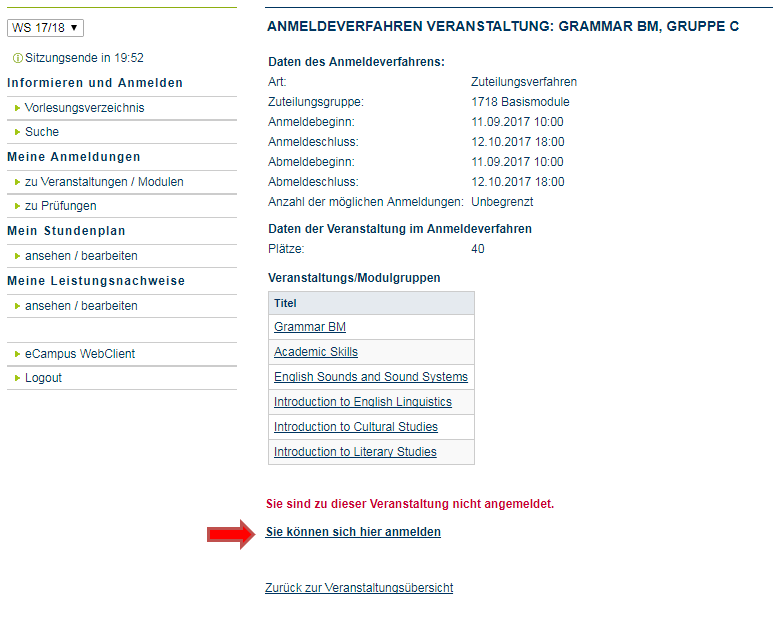 WS 17/18
Sitzungsende in 19:52
Informieren und Anmelden
Vorlesungsverzeichnis
Suche
Meine Anmeldungen
zu Veranstaltungen / Modulen
zu Prüfungen
Mein Stundenplan
ansehen / bearbeiten
Meine Leistungsnachweise
ansehen / bearbeiten
eCampus WebClient
Logout
ANMELDEVERFAHREN VERANSTALTUNG: GRAMMAR BM, GRUPPE C
Daten des Anmeldeverfahrens:
Art: Zuteilungsverfahren
Zuteilungsgruppe: 1718 Basismodule
Anmeldebeginn: 11.09.2017 10:00
Anmeldeschluss: 12.10.2017 18:00
Abmeldebeginn: 11.09.2017 10:00
Abmeldeschluss: 12.10.2017 18:00
Anzahl der möglichen Anmeldungen: Unbegrenzt
Daten der Veranstaltung im Anmeldeverfahren
Plätze: 40
Veranstaltungs/Modulgruppen
Titel
Grammar BM
Academic Skills
English Sounds and Sound Systems
Introduction to English Linguistics
Introduction to Cultural Studies
Introduction to Literary Studies
Sie sind zu dieser Veranstaltung nicht angemeldet.
Sie können sich hier anmelden
Zurück zur Veranstaltungsübersicht